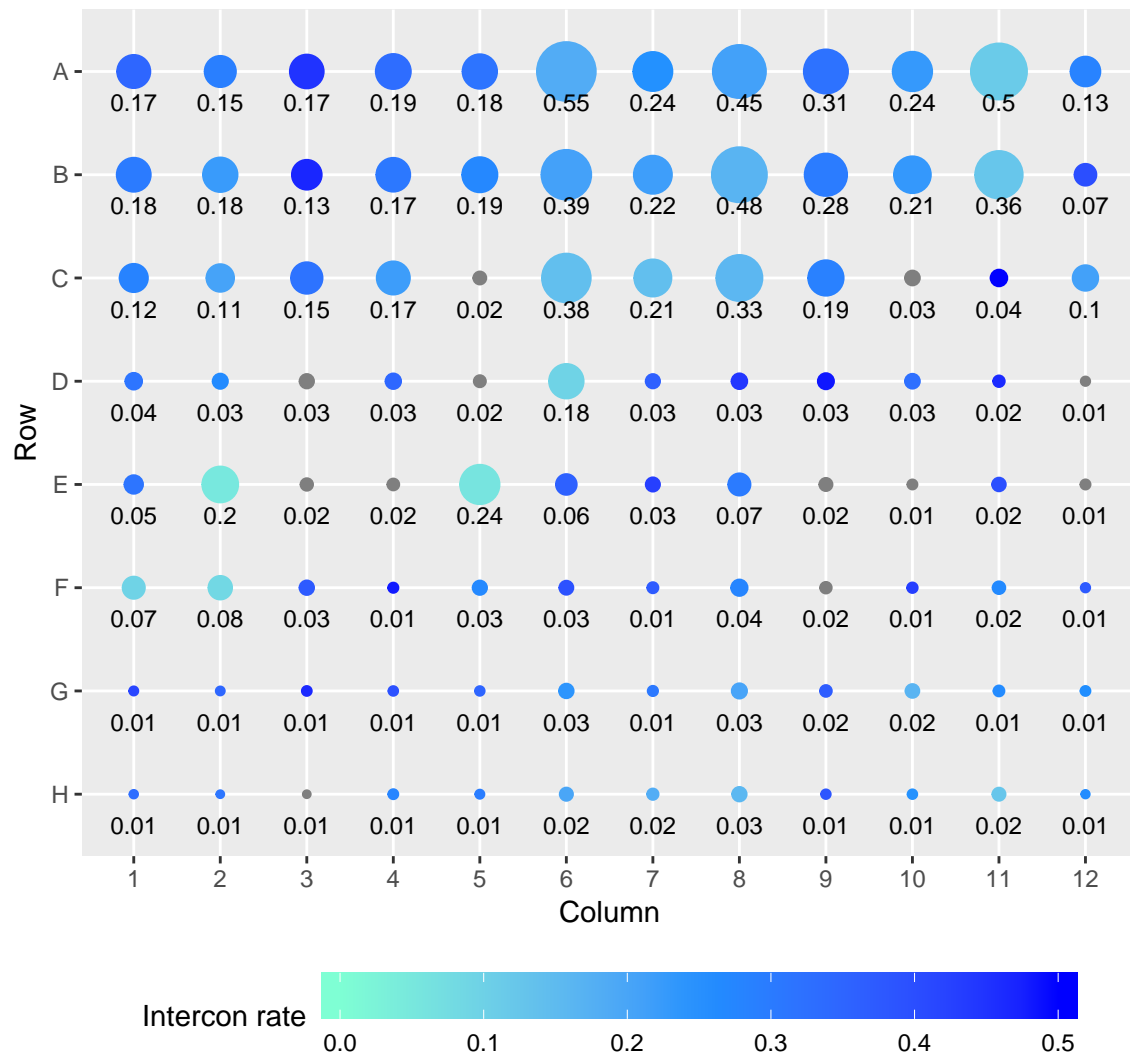 A
0.17 0.15 0.17 0.19 0.18 0.55 0.24 0.45 0.31 0.24 0.5 0.13
B
0.18 0.18 0.13 0.17 0.19 0.39 0.22 0.48 0.28 0.21 0.36 0.07
C
0.12 0.11 0.15 0.17 0.02 0.38 0.21 0.33 0.19 0.03 0.04 0.1
D
0.04 0.03 0.03 0.03 0.02 0.18 0.03 0.03 0.03 0.03 0.02 0.01
Row
E
0.05 0.2 0.02 0.02 0.24 0.06 0.03 0.07 0.02 0.01 0.02 0.01
F
0.07 0.08 0.03 0.01 0.03 0.03 0.01 0.04 0.02 0.01 0.02 0.01
G
0.01 0.01 0.01 0.01 0.01 0.03 0.01 0.03 0.02 0.02 0.01 0.01
H
0.01 0.01 0.01 0.01 0.01 0.02 0.02 0.03 0.01 0.01 0.02 0.01
1 2 3 4 5 6 7 8 9 10 11 12
Column
Intercon rate
0.0 0.1 0.2 0.3 0.4 0.5